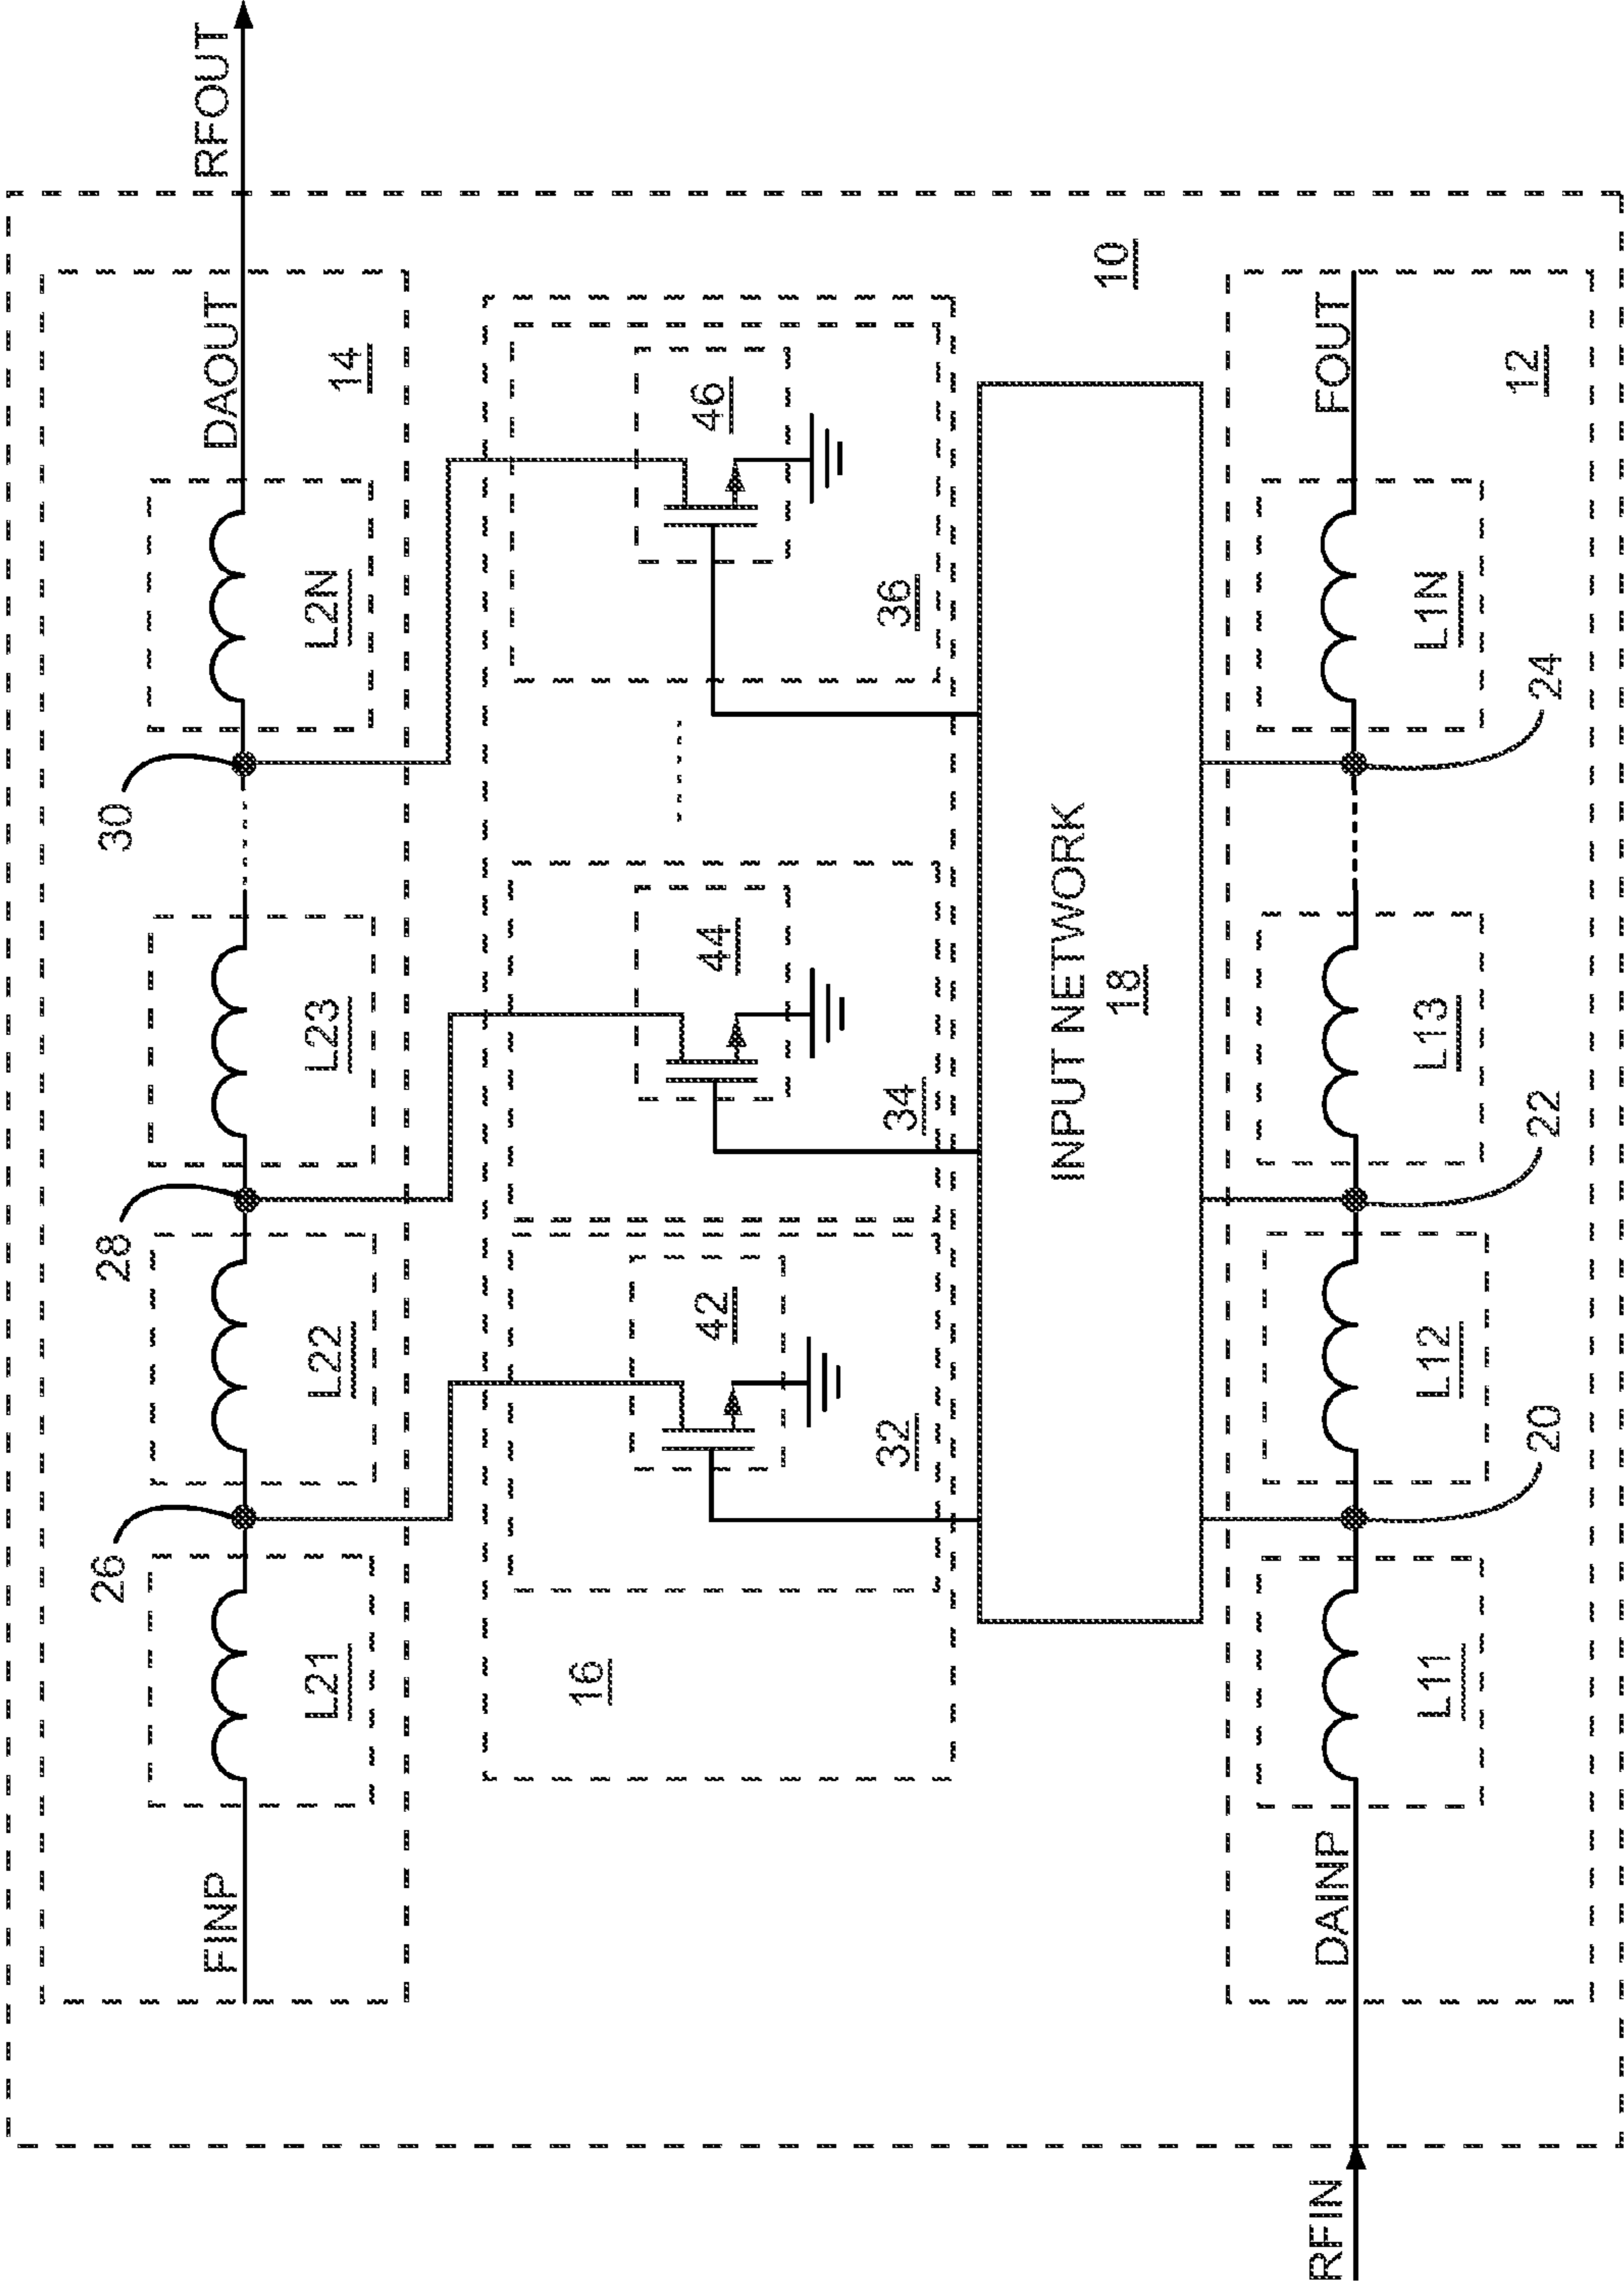 RFOUT
FINP
DAOUT
26
28
30
L21
L22
L23
L2N
14
16
42
44
46
32
34
36
10
INPUT NETWORK
18
RFIN
DAINP
FOUT
L11
L12
L13
L1N
12
20
22
24